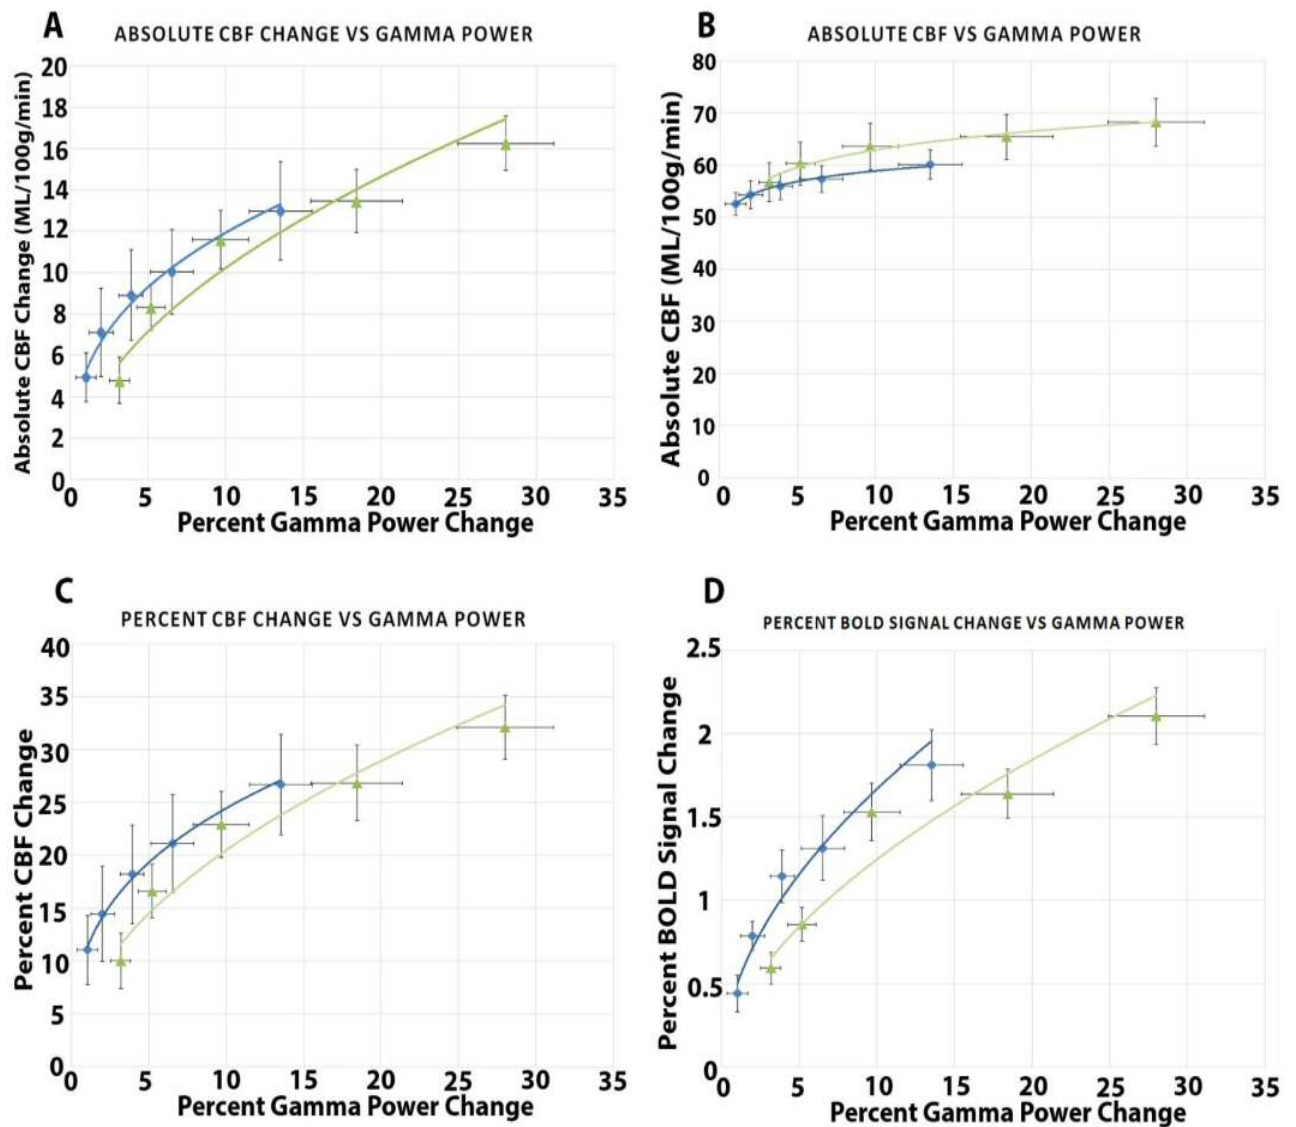 A
ABSOLUTE CBF CHANGE VS GAMMA POWER
Absolute CBF Change (ML/100g/min)
20
18
16
14
12
10
8
6
4
2
0
0 5 10 15 20 25 30 35
Percent Gamma Power Change
B
ABSOLUTE CBF VS GAMMA POWER
Absolute CBF (ML/100g/min)
80
70
60
50
40
30
20
10
0
0 5 10 15 20 25 30 35
Percent Gamma Power Change
C
PERCENT CBF CHANGE VS GAMMA POWER
Percent CBF Change
40
35
30
25
20
15
10
5
0
0 5 10 15 20 25 30 35
Percent Gamma Power Change
D
PERCENT BOLD SIGNAL CHANGE VS GAMMA POWER
Percent BOLD Signal Change
2.5
2
1.5
1
0.5
0
0 5 10 15 20 25 30 35
Percent Gamma Power Change